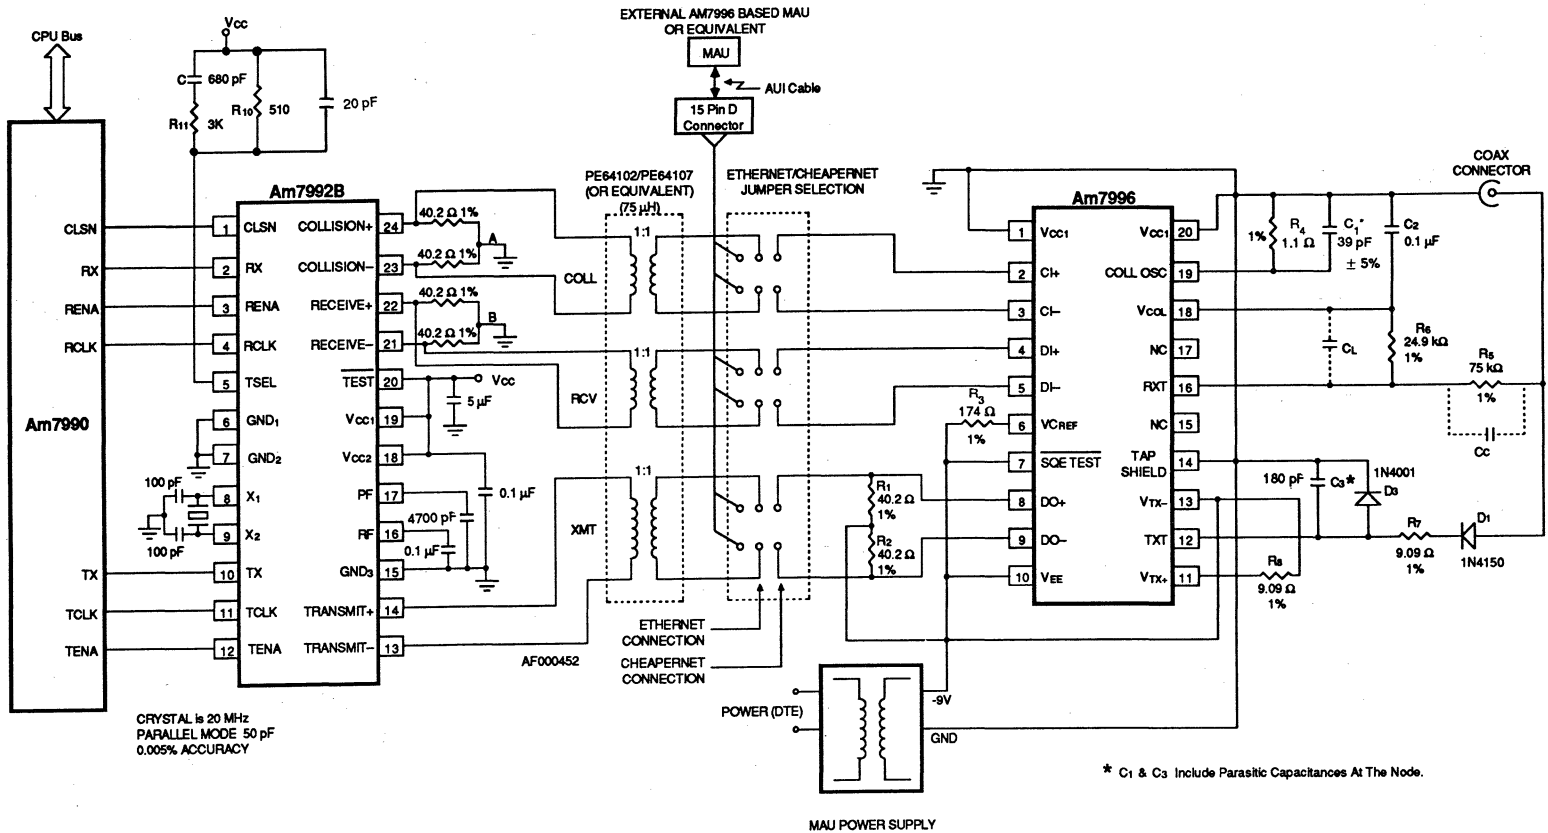 EXTERNAL AM7996 BASED MAU
OR EQUIVALENT
MAU
AUI Cable
15 Pin D
Connector
CPU Bus
Vcc
C
680 pF
R11
3K
R10
510
20 pF
Am7990
CLSN
RX
RENA
RCLK
TX
TCLK
TENA
Am7992B
1 CLSN
2 RX
3 RENA
4 RCLK
5 TSEL
6 GND1
7 GND2
8 X1
9 X2
10 TX
11 TCLK
12 TENA
COLLISION+ 24
COLLISION– 23
RECEIVE+ 22
RECEIVE– 21
TEST 20
Vcc1 19
Vcc2 18
PF 17
RF 16
GND3 15
TRANSMIT+ 14
TRANSMIT– 13
100 pF
100 pF
40.2 Ω 1%
A
40.2 Ω 1%
40.2 Ω 1%
B
40.2 Ω 1%
Vcc
5 µF
0.1 µF
4700 pF
0.1 µF
AF000452
PE64102/PE64107
(OR EQUIVALENT)
(75 µH)
1:1
COLL
1:1
RCV
1:1
XMT
ETHERNET/CHEAPERNET
JUMPER SELECTION
ETHERNET
CONNECTION
CHEAPERNET
CONNECTION
R1
40.2 Ω
1%
R2
40.2 Ω
1%
R3
174 Ω
1%
Am7996
1 Vcc1
2 CI+
3 CI–
4 DI+
5 DI–
6 VCREF
7 SQE TEST
8 DO+
9 DO–
10 VEE
Vcc1 20
COLL OSC 19
VCOL 18
NC 17
RXT 16
NC 15
TAP
SHIELD 14
VTX– 13
TXT 12
VTX+ 11
COAX
CONNECTOR
1%
R4
1.1 Ω
C1*
39 pF
± 5%
C2
0.1 µF
CL
R6
24.9 kΩ
1%
R5
75 kΩ
1%
Cc
180 pF
C3*
1N4001
D3
R7
9.09 Ω
1%
D1
1N4150
R8
9.09 Ω
1%
POWER (DTE)
-9V
GND
MAU POWER SUPPLY
CRYSTAL is 20 MHz
PARALLEL MODE 50 pF
0.005% ACCURACY
* C1 & C3 Include Parasitic Capacitances At The Node.